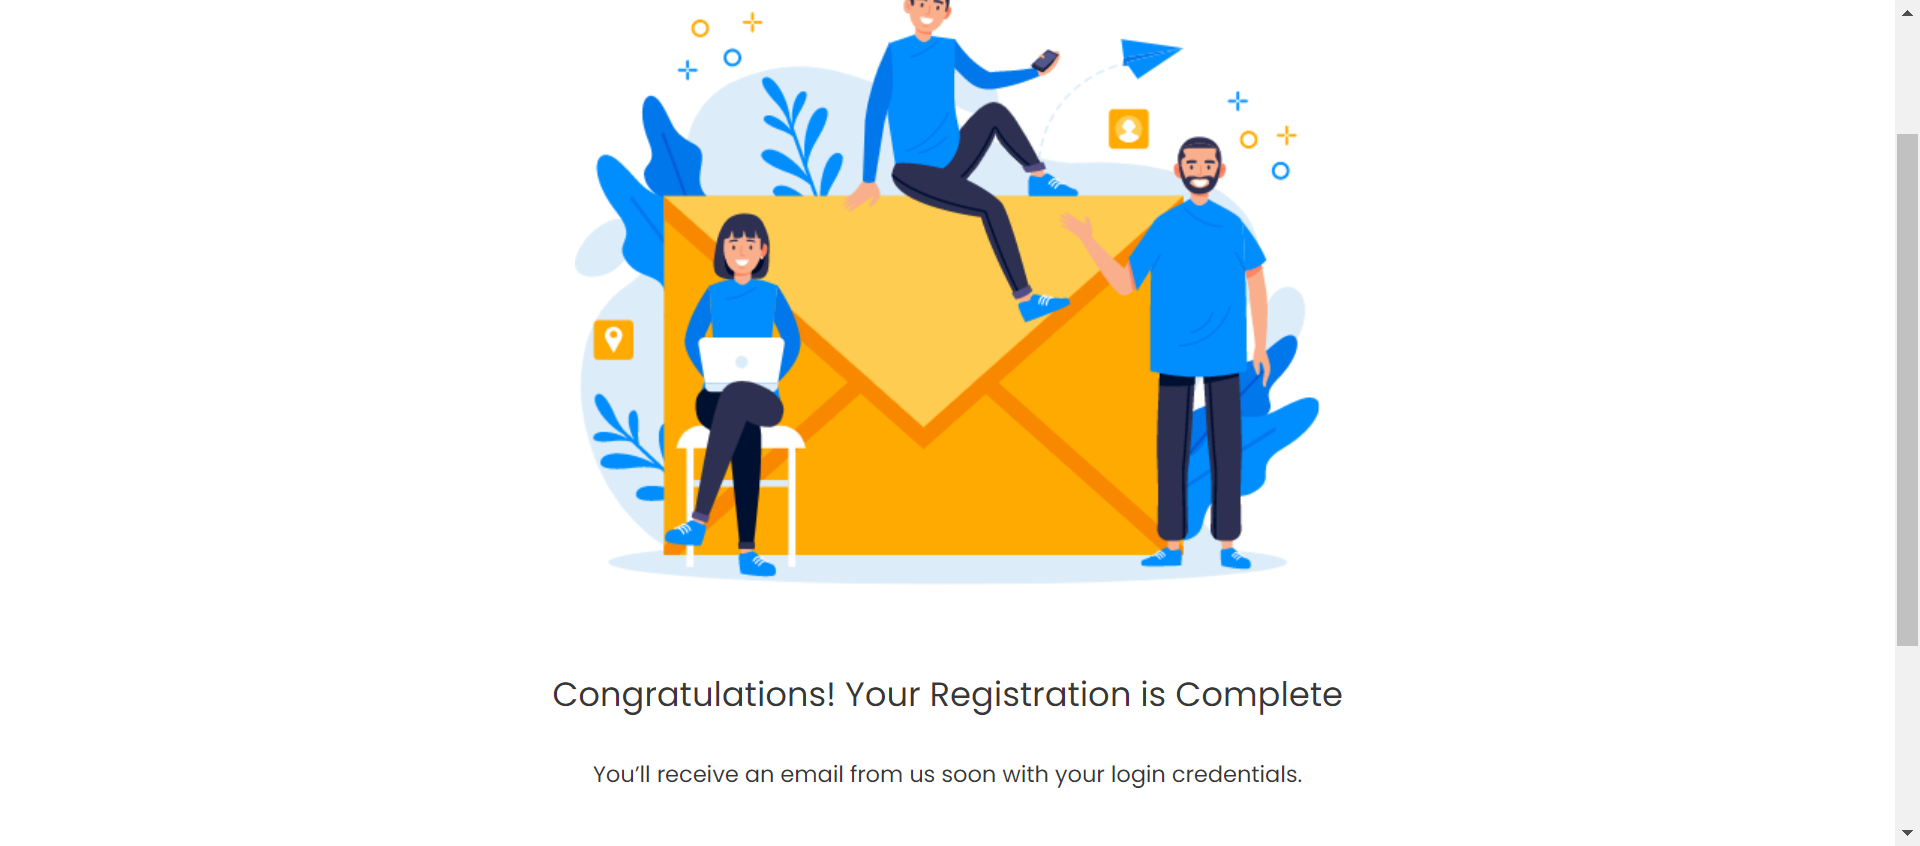 Congratulations! Your Registration is Complete
You’ll receive an email from us soon with your login credentials.